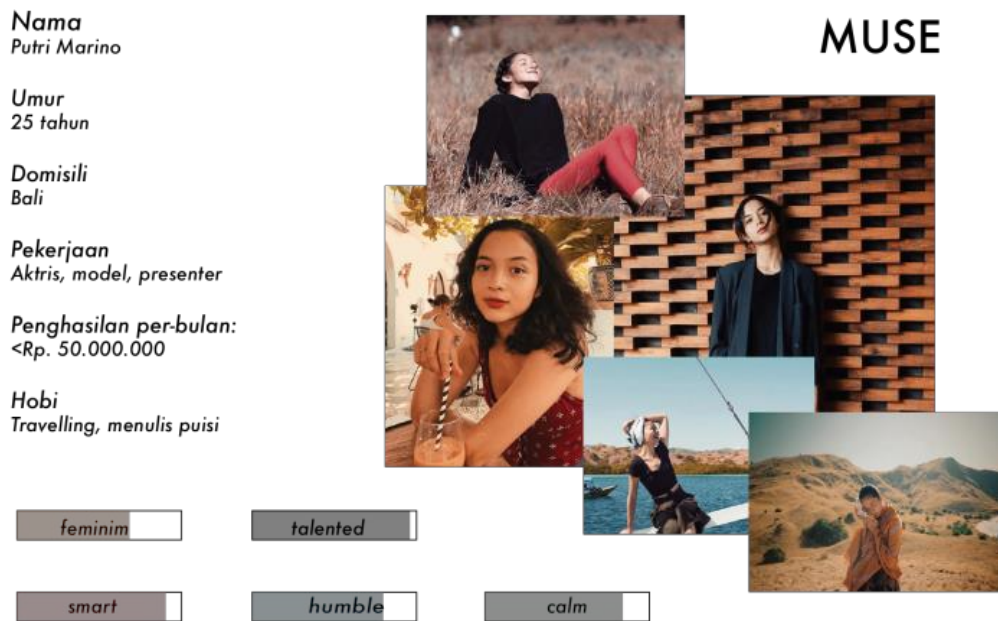 MUSE
Nama
Putri Marino
Umur
25 tahun
Domisili
Bali
Pekerjaan
Aktris, model, presenter
Penghasilan per-bulan:
<Rp. 50.000.000
Hobi
Travelling, menulis puisi
feminim
talented
smart
humble
calm